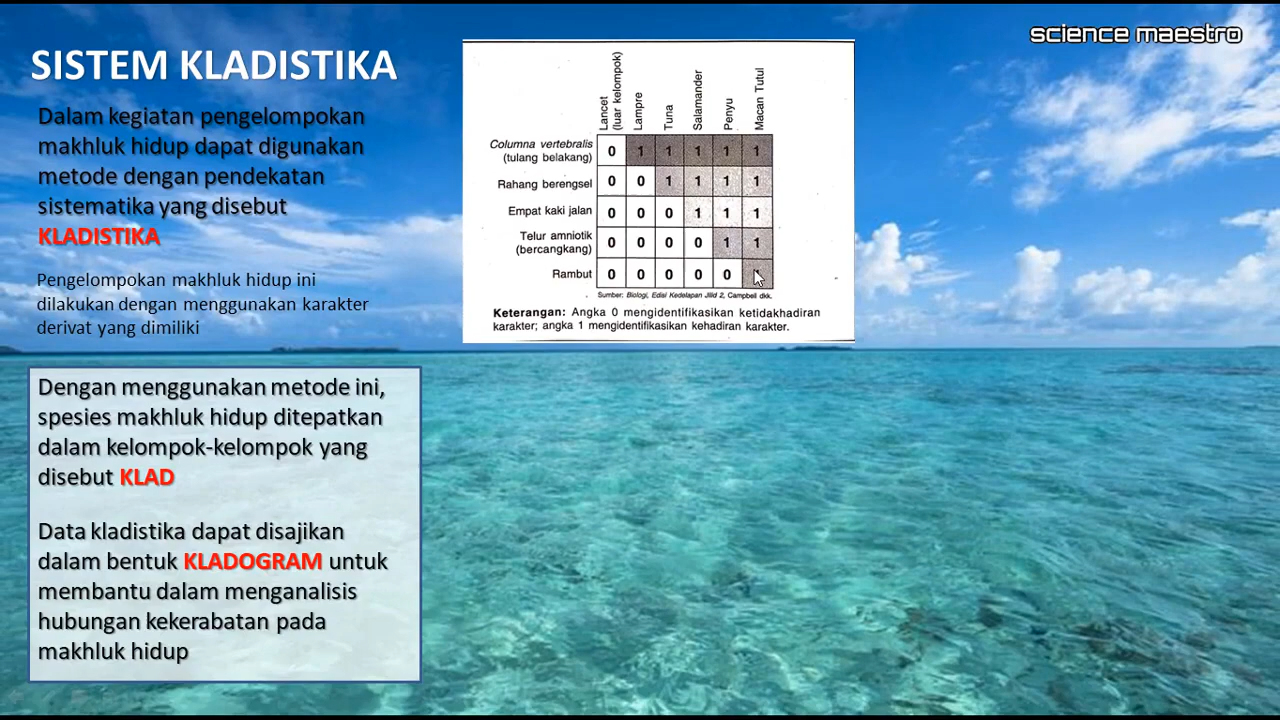 science maestro
SISTEM KLADISTIKA
Dalam kegiatan pengelompokan
makhluk hidup dapat digunakan
metode dengan pendekatan
sistematika yang disebut
KLADISTIKA
Pengelompokan makhluk hidup ini
dilakukan dengan menggunakan karakter
derivat yang dimiliki
Dengan menggunakan metode ini,
spesies makhluk hidup ditepatkan
dalam kelompok-kelompok yang
disebut KLAD
Data kladistika dapat disajikan
dalam bentuk KLADOGRAM untuk
membantu dalam menganalisis
hubungan kekerabatan pada
makhluk hidup
Lancet
(luar kelompok)
Lampre
Tuna
Salamander
Penyu
Macan Tutul
Columna vertebralis
(tulang belakang)
0 1 1 1 1 1
Rahang berengsel
0 0 1 1 1 1
Empat kaki jalan
0 0 0 1 1 1
Telur amniotik
(bercangkang)
0 0 0 0 1 1
Rambut
0 0 0 0 0 1
Sumber: Biologi, Edisi Kedelapan Jilid 2, Campbell dkk.
Keterangan: Angka 0 mengidentifikasikan ketidakhadiran
karakter; angka 1 mengidentifikasikan kehadiran karakter.